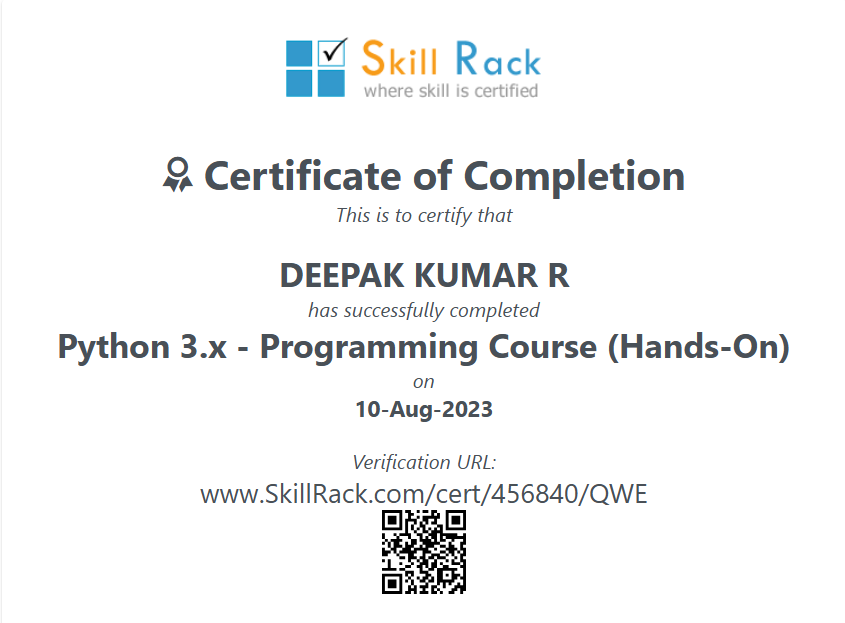 Skill Rack
where skill is certified
Certificate of Completion
This is to certify that
DEEPAK KUMAR R
has successfully completed
Python 3.x - Programming Course (Hands-On)
on
10-Aug-2023
Verification URL:
www.SkillRack.com/cert/456840/QWE